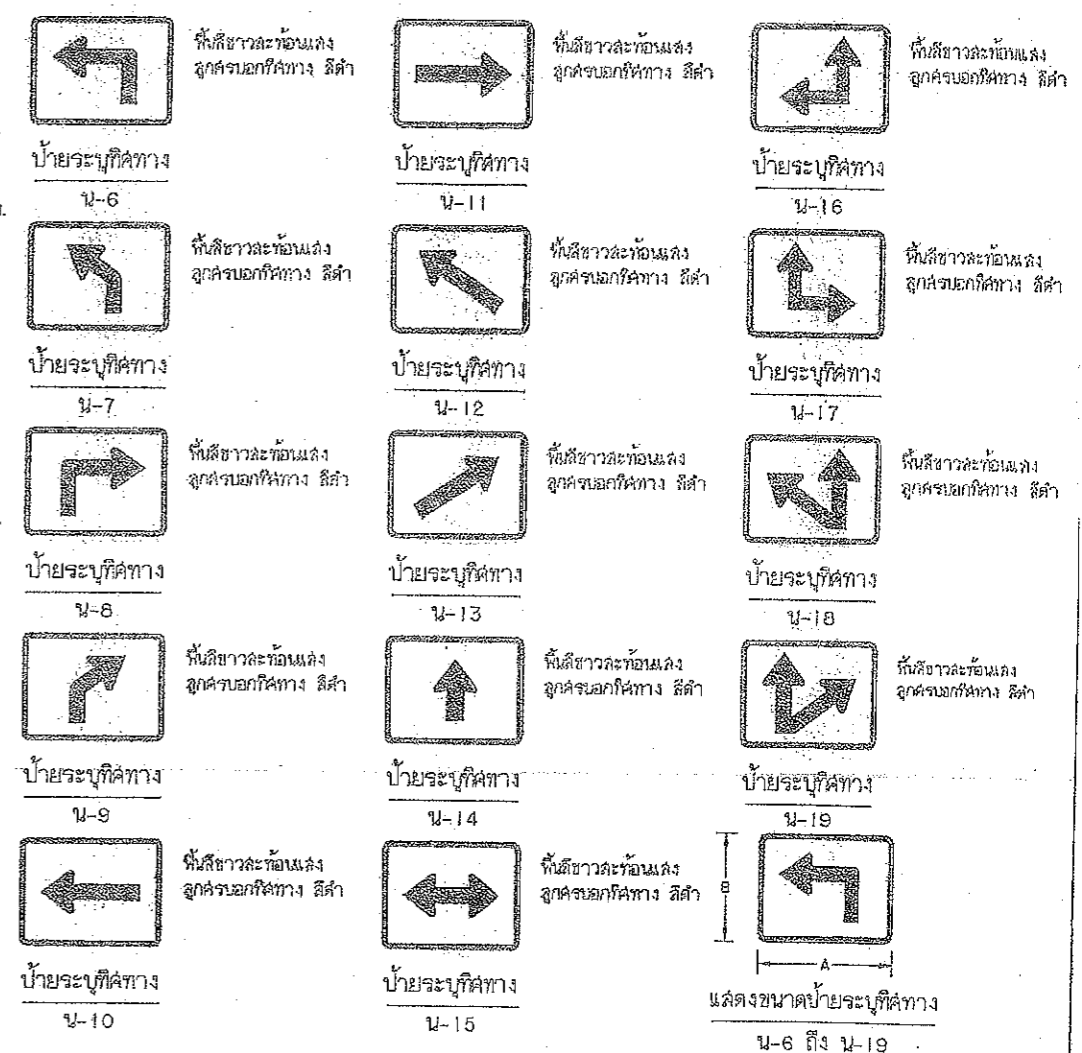 พื้นสีขาวสะท้อนแสง
ลูกศรบอกทิศทาง สีดำ
ป้ายระบุทิศทาง
น-6
พื้นสีขาวสะท้อนแสง
ลูกศรบอกทิศทาง สีดำ
ป้ายระบุทิศทาง
น-7
พื้นสีขาวสะท้อนแสง
ลูกศรบอกทิศทาง สีดำ
ป้ายระบุทิศทาง
น-8
พื้นสีขาวสะท้อนแสง
ลูกศรบอกทิศทาง สีดำ
ป้ายระบุทิศทาง
น-9
พื้นสีขาวสะท้อนแสง
ลูกศรบอกทิศทาง สีดำ
ป้ายระบุทิศทาง
น-10
พื้นสีขาวสะท้อนแสง
ลูกศรบอกทิศทาง สีดำ
ป้ายระบุทิศทาง
น-11
พื้นสีขาวสะท้อนแสง
ลูกศรบอกทิศทาง สีดำ
ป้ายระบุทิศทาง
น-12
พื้นสีขาวสะท้อนแสง
ลูกศรบอกทิศทาง สีดำ
ป้ายระบุทิศทาง
น-13
พื้นสีขาวสะท้อนแสง
ลูกศรบอกทิศทาง สีดำ
ป้ายระบุทิศทาง
น-14
พื้นสีขาวสะท้อนแสง
ลูกศรบอกทิศทาง สีดำ
ป้ายระบุทิศทาง
น-15
พื้นสีขาวสะท้อนแสง
ลูกศรบอกทิศทาง สีดำ
ป้ายระบุทิศทาง
น-16
พื้นสีขาวสะท้อนแสง
ลูกศรบอกทิศทาง สีดำ
ป้ายระบุทิศทาง
น-17
พื้นสีขาวสะท้อนแสง
ลูกศรบอกทิศทาง สีดำ
ป้ายระบุทิศทาง
น-18
พื้นสีขาวสะท้อนแสง
ลูกศรบอกทิศทาง สีดำ
ป้ายระบุทิศทาง
น-19
B
A
แสดงขนาดป้ายระบุทิศทาง
น-6 ถึง น-19